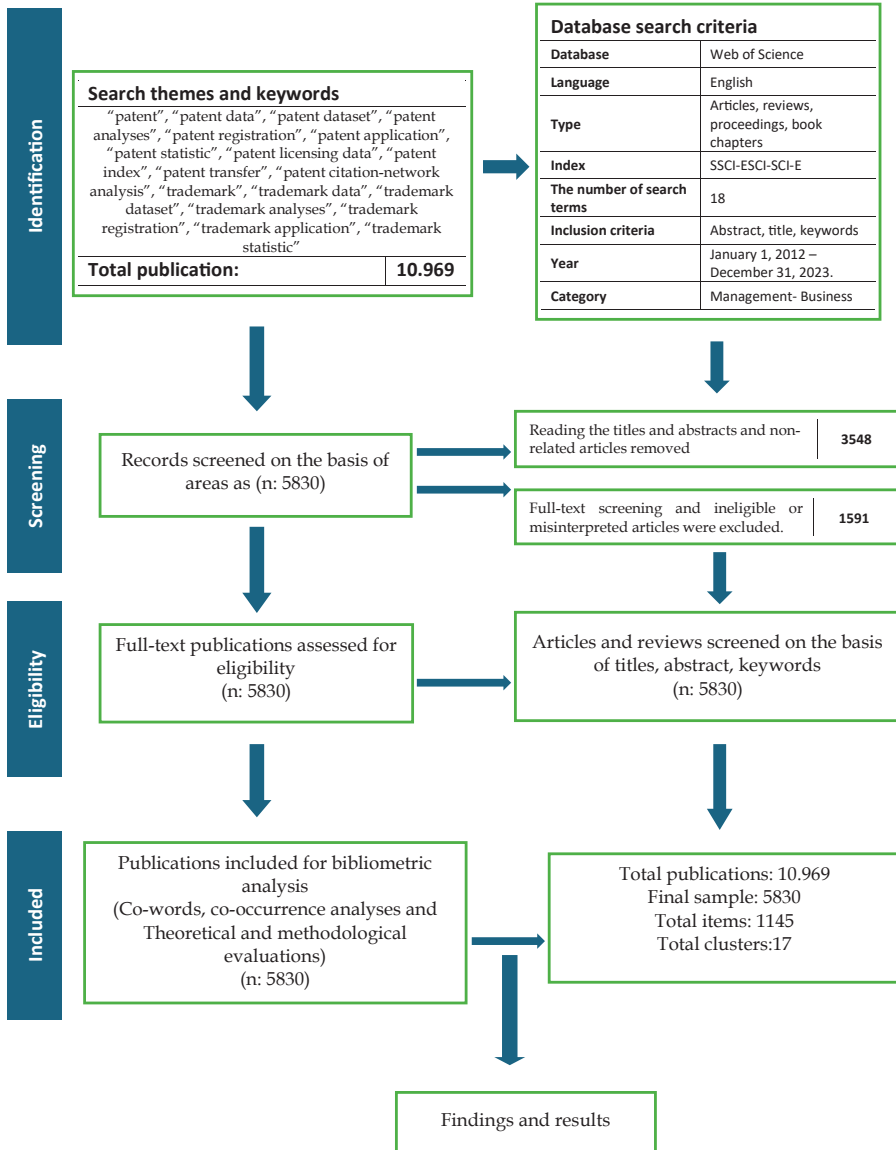 Identification
Search themes and keywords
“patent”, “patent data”, “patent dataset”, “patent
analyses”, “patent registration”, “patent application”,
“patent statistic”, “patent licensing data”, “patent
index”, “patent transfer”, “patent citation-network
analysis”, “trademark”, “trademark data”, “trademark
dataset”, “trademark analyses”, “trademark
registration”, “trademark application”, “trademark
statistic”
Total publication: 10.969
Database search criteria
Database Web of Science
Language English
Type Articles, reviews,
proceedings, book
chapters
Index SSCI-ESCI-SCI-E
The number of search
terms 18
Inclusion criteria Abstract, title, keywords
Year January 1, 2012 –
December 31, 2023.
Category Management- Business
Screening
Records screened on the basis of
areas as (n: 5830)
Reading the titles and abstracts and non-
related articles removed 3548
Full-text screening and ineligible or
misinterpreted articles were excluded. 1591
Eligibility
Full-text publications assessed for
eligibility
(n: 5830)
Articles and reviews screened on the basis
of titles, abstract, keywords
(n: 5830)
Included
Publications included for bibliometric
analysis
(Co-words, co-occurrence analyses and
Theoretical and methodological
evaluations)
(n: 5830)
Total publications: 10.969
Final sample: 5830
Total items: 1145
Total clusters:17
Findings and results